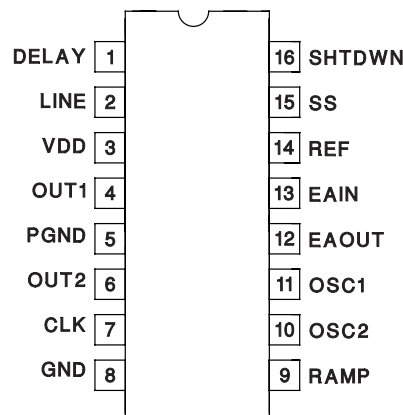 DELAY 1 16 SHTDWN
LINE 2 15 SS
VDD 3 14 REF
OUT1 4 13 EAIN
PGND 5 12 EAOUT
OUT2 6 11 OSC1
CLK 7 10 OSC2
GND 8 9 RAMP